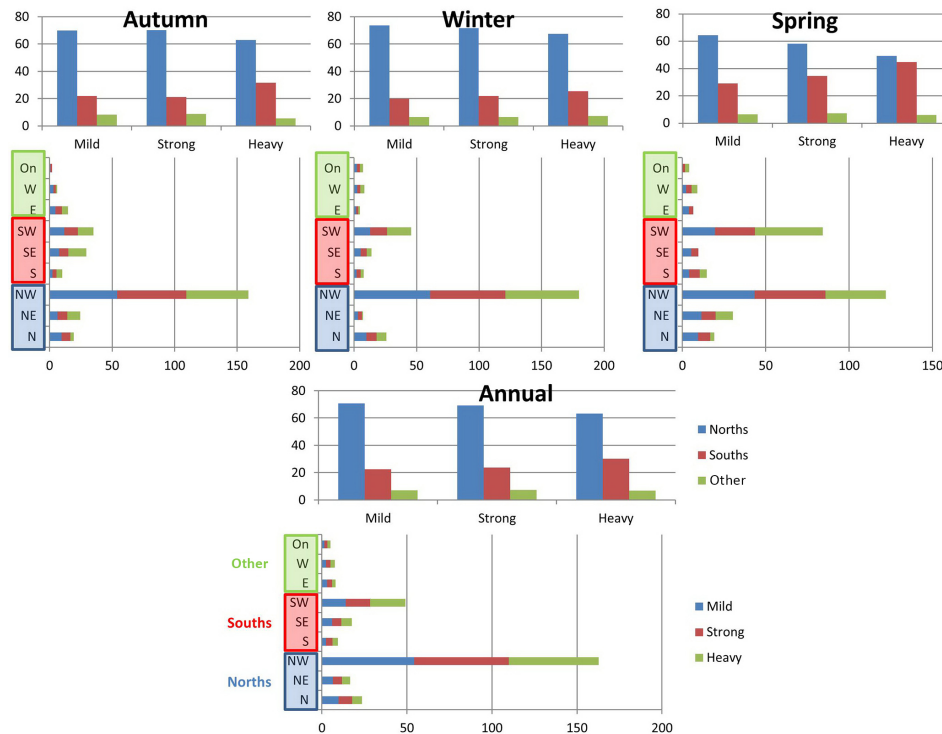 Autumn
80
60
40
20
0
Mild Strong Heavy
On
W
E
SW
SE
S
NW
NE
N
0 50 100 150 200
Winter
80
60
40
20
0
Mild Strong Heavy
On
W
E
SW
SE
S
NW
NE
N
0 50 100 150 200
Spring
80
60
40
20
0
Mild Strong Heavy
On
W
E
SW
SE
S
NW
NE
N
0 50 100 150
Annual
80
60
40
20
0
Mild Strong Heavy
Norths
Souths
Other
Other
Souths
Norths
On
W
E
SW
SE
S
NW
NE
N
0 50 100 150 200
Mild
Strong
Heavy